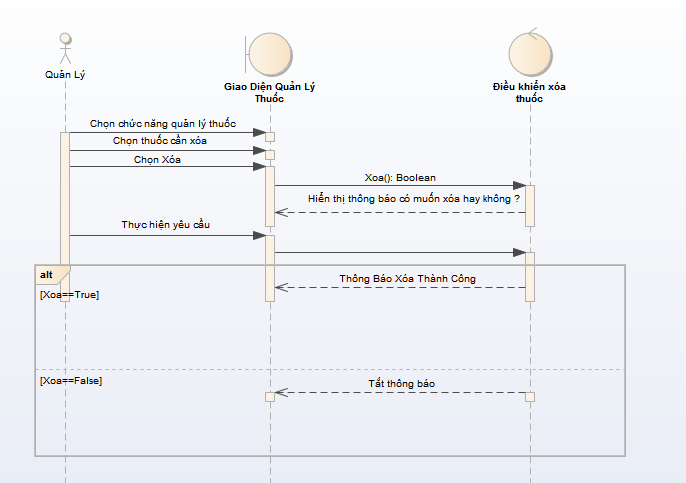 Quản Lý
Giao Diện Quản Lý
Thuốc
Điều khiển xóa
thuốc
Chọn chức năng quản lý thuốc
Chọn thuốc cần xóa
Chọn Xóa
Xoa(): Boolean
Hiển thị thông báo có muốn xóa hay không ?
Thực hiện yêu cầu
alt
Thông Báo Xóa Thành Công
[Xoa==True]
[Xoa==False]
Tắt thông báo